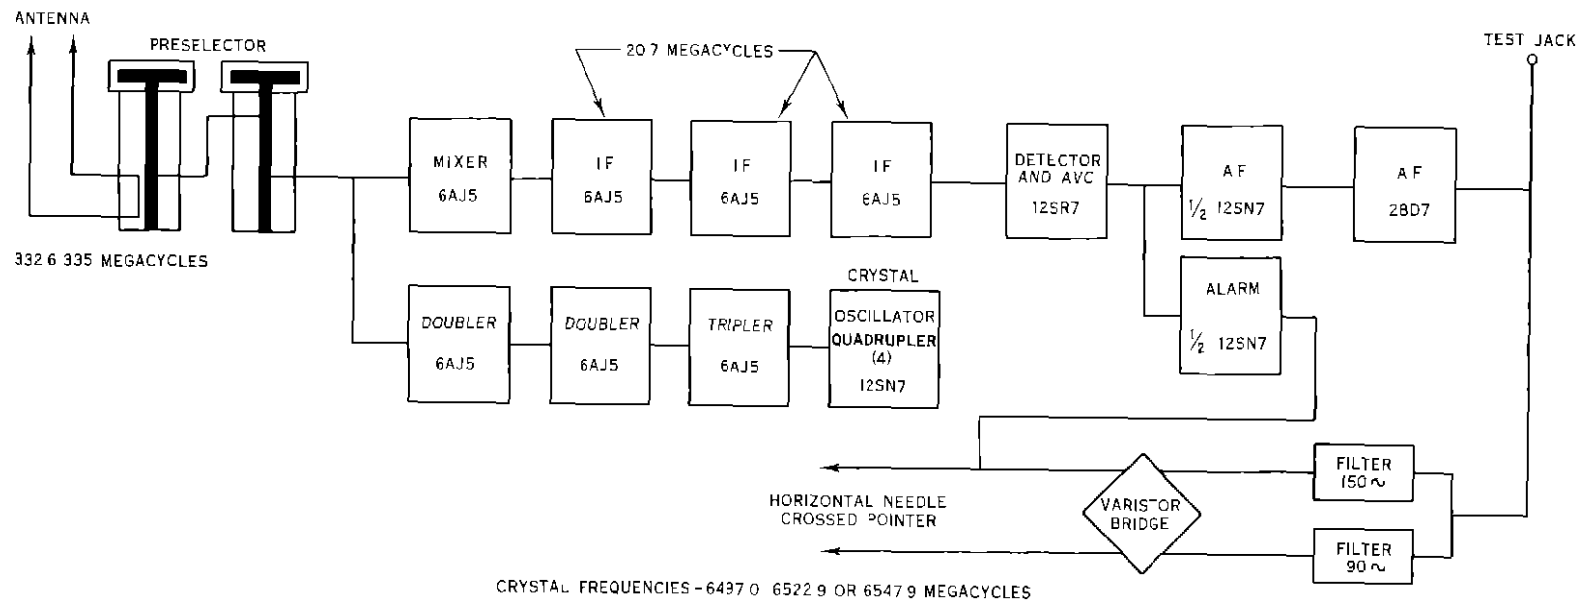 ANTENNA
PRESELECTOR
20 7 MEGACYCLES
TEST JACK
MIXER
6AJ5
IF
6AJ5
IF
6AJ5
IF
6AJ5
DETECTOR
AND AVC
12SR7
AF
1/2 12SN7
AF
28D7
332 6 335 MEGACYCLES
DOUBLER
6AJ5
DOUBLER
6AJ5
TRIPLER
6AJ5
CRYSTAL
OSCILLATOR
QUADRUPLER
(4)
12SN7
ALARM
1/2 12SN7
HORIZONTAL NEEDLE
CROSSED POINTER
VARISTOR
BRIDGE
FILTER
150~
FILTER
90~
CRYSTAL FREQUENCIES-6497 0 6522 9 OR 6547 9 MEGACYCLES